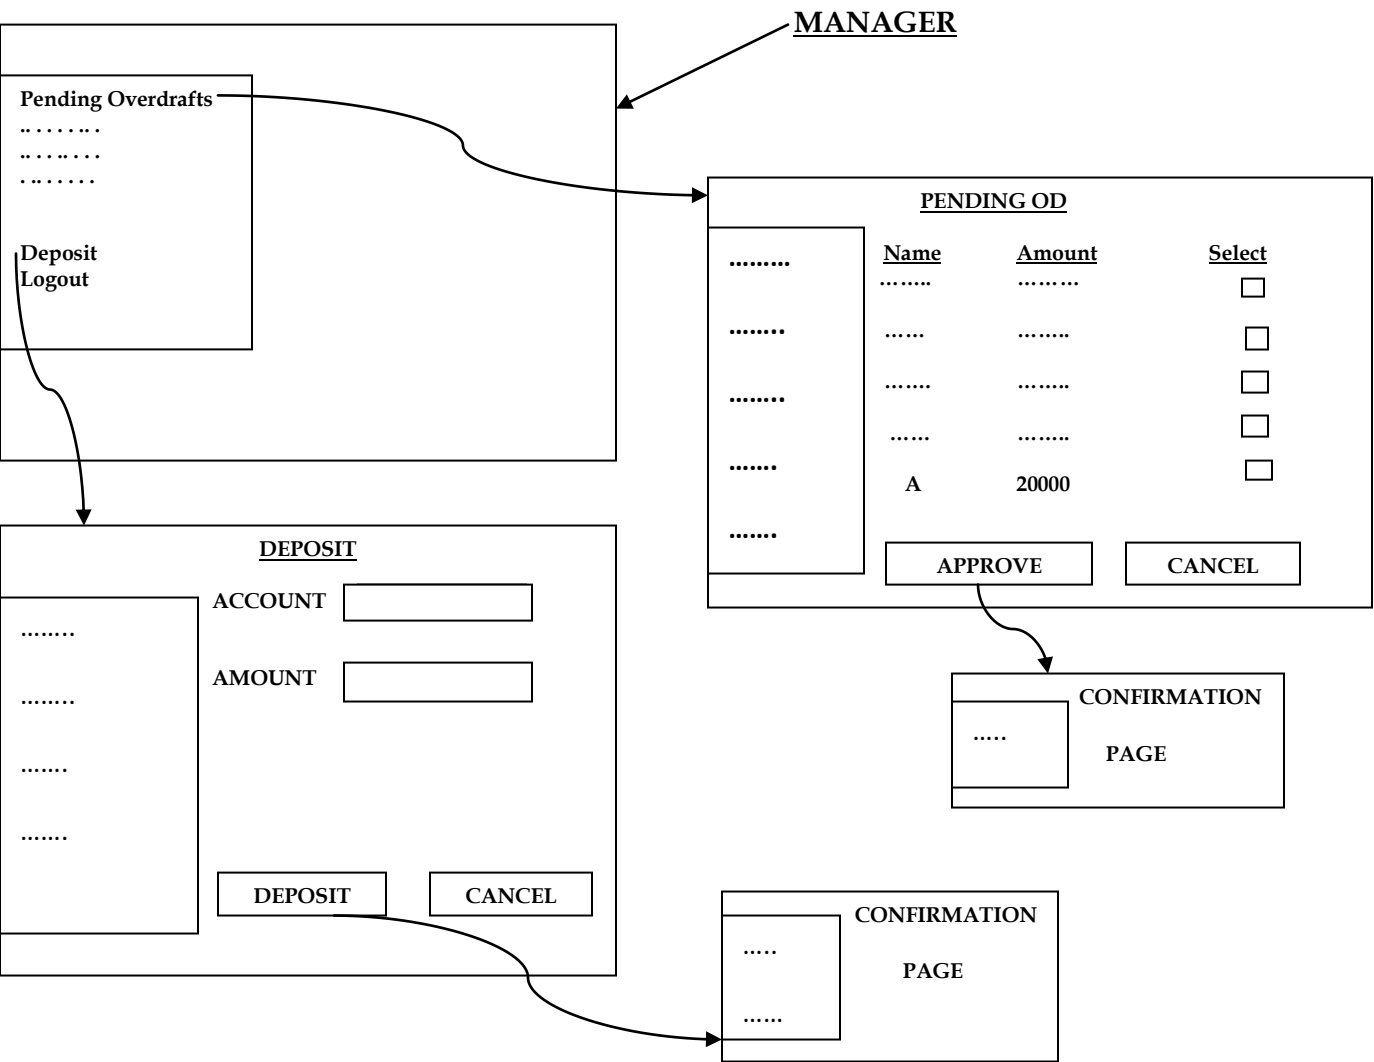 MANAGER
Pending Overdrafts
.. . . . . .. .
.. . . .. . . .
. .. . . . . .
Deposit
Logout
PENDING OD
Name Amount Select
......... 
........ .........
........ ...... ........
........ ....... ........
....... ...... ........
A 20000
.......
APPROVE CANCEL
CONFIRMATION
.....
PAGE
DEPOSIT
ACCOUNT
........
AMOUNT
........
.......
.......
DEPOSIT CANCEL
CONFIRMATION
.....
PAGE
......